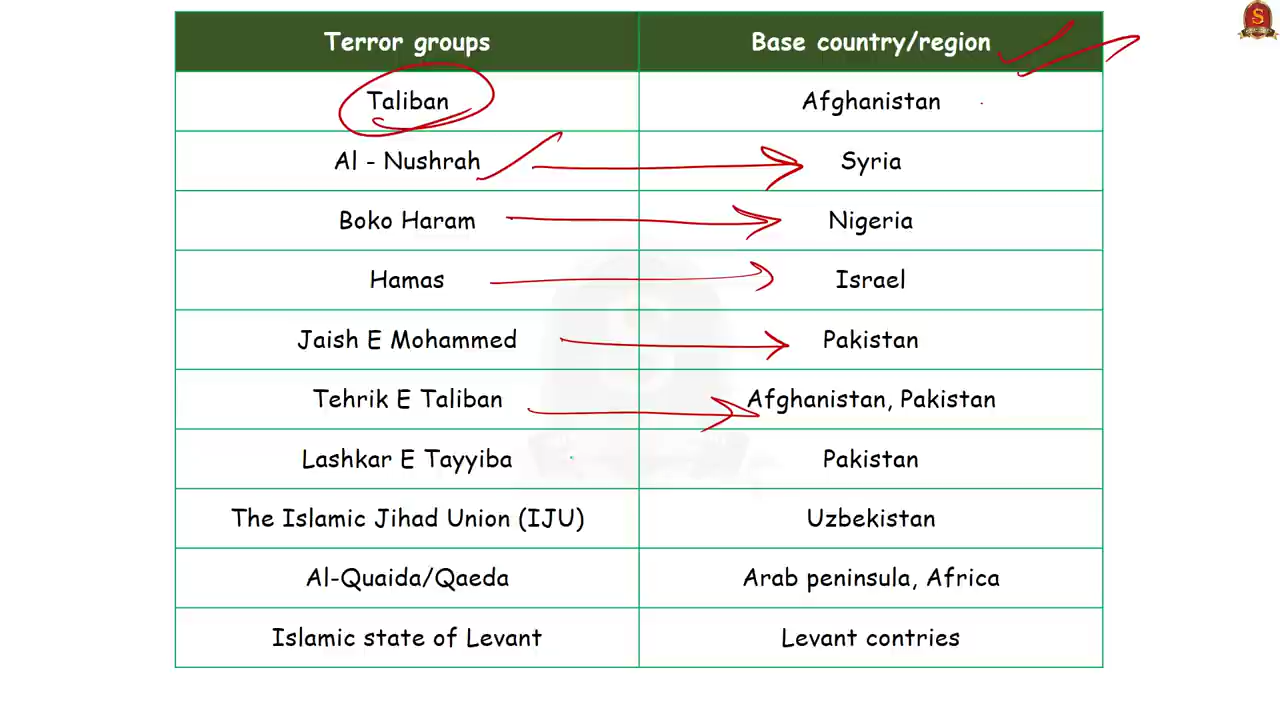 Terror groups Base country/region
Taliban Afghanistan
Al - Nushrah Syria
Boko Haram Nigeria
Hamas Israel
Jaish E Mohammed Pakistan
Tehrik E Taliban Afghanistan, Pakistan
Lashkar E Tayyiba Pakistan
The Islamic Jihad Union (IJU) Uzbekistan
Al-Quaida/Qaeda Arab peninsula, Africa
Islamic state of Levant Levant contries